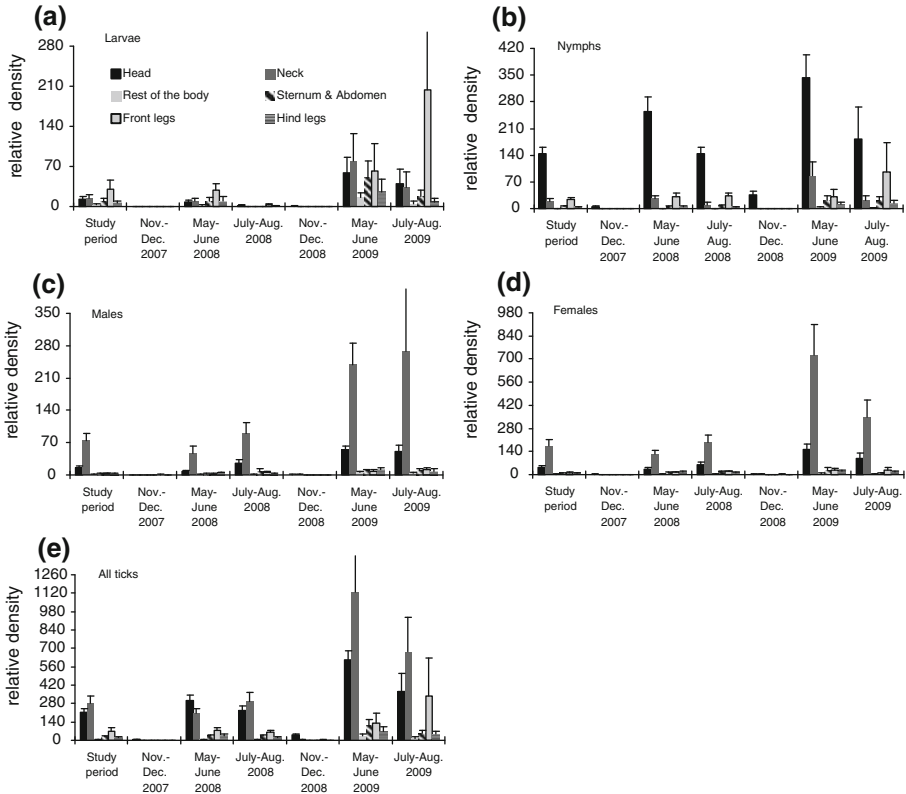 (a)
Larvae
relative density
280
210
140
70
0
Head
Neck
Rest of the body
Sternum & Abdomen
Front legs
Hind legs
Study period
Nov.-Dec. 2007
May-June 2008
July-Aug. 2008
Nov.-Dec. 2008
May-June 2009
July-Aug. 2009
(b)
Nymphs
relative density
420
350
280
210
140
70
0
Study period
Nov.-Dec. 2007
May-June 2008
July-Aug. 2008
Nov.-Dec. 2008
May-June 2009
July-Aug. 2009
(c)
Males
relative density
350
280
210
140
70
0
Study period
Nov.-Dec. 2007
May-June 2008
July-Aug. 2008
Nov.-Dec. 2008
May-June 2009
July-Aug. 2009
(d)
Females
relative density
980
840
700
560
420
280
140
0
Study period
Nov.-Dec. 2007
May-June 2008
July-Aug. 2008
Nov.-Dec. 2008
May-June 2009
July-Aug. 2009
(e)
All ticks
relative density
1260
1120
980
840
700
560
420
280
140
0
Study period
Nov.-Dec. 2007
May-June 2008
July-Aug. 2008
Nov.-Dec. 2008
May-June 2009
July-Aug. 2009